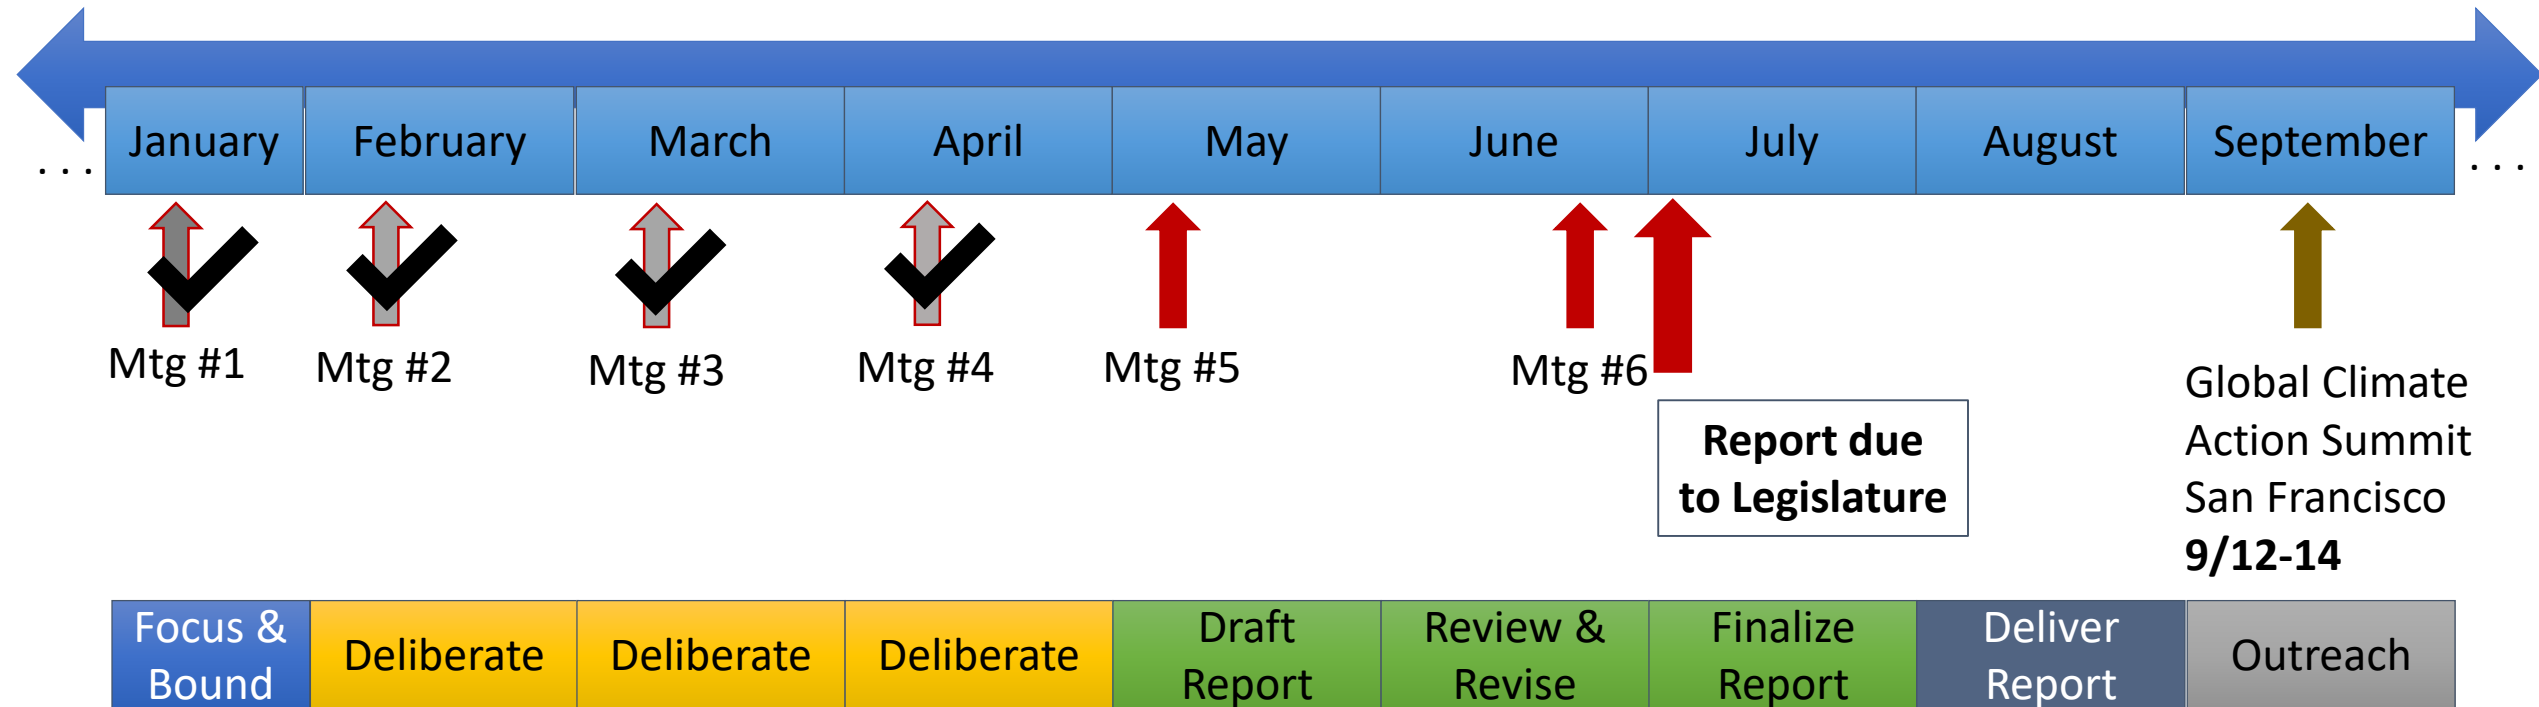 . . . January February March April May June July August September . . .
Mtg #1 Mtg #2 Mtg #3 Mtg #4 Mtg #5 Mtg #6
Report due
to Legislature
Global Climate
Action Summit
San Francisco
9/12-14
Focus &
Bound
Deliberate
Deliberate
Deliberate
Draft
Report
Review &
Revise
Finalize
Report
Deliver
Report
Outreach